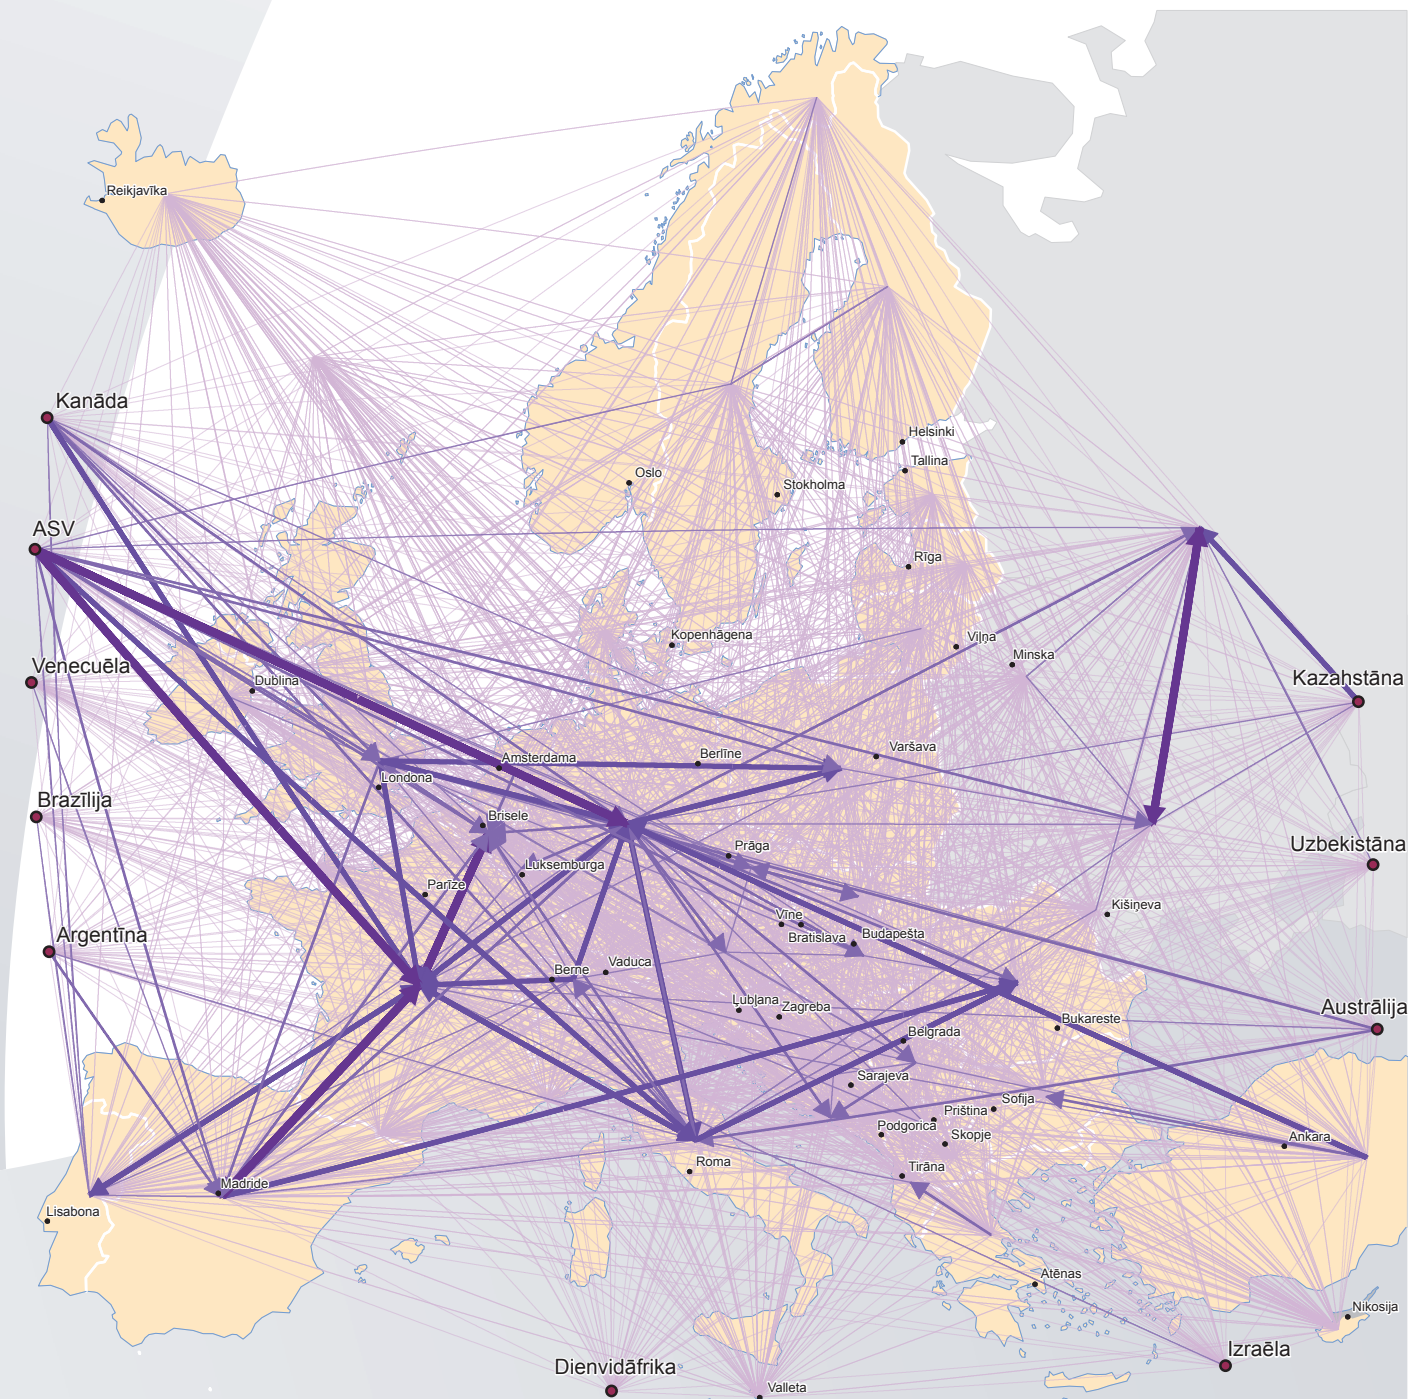 Reikjavīka
Kanāda
Helsinki
Tallina
Oslo
Stokholma
ASV
Rīga
Kopenhāgena
Viļņa
Minska
Venecuēla
Dublina
Kazahstāna
Varšava
Berlīne
Amsterdama
Londona
Brazīlija
Brisele
Prāga
Uzbekistāna
Luksemburga
Parīze
Kišiņeva
Vīne
Bratislava
Budapešta
Argentīna
Vaduca
Berne
Ļubļana
Zagreba
Austrālija
Bukareste
Belgrada
Sarajeva
Sofija
Priština
Podgorica
Skopje
Ankara
Roma
Tirāna
Madride
Lisabona
Atēnas
Nikosija
Izraēla
Dienvidāfrika
Valleta